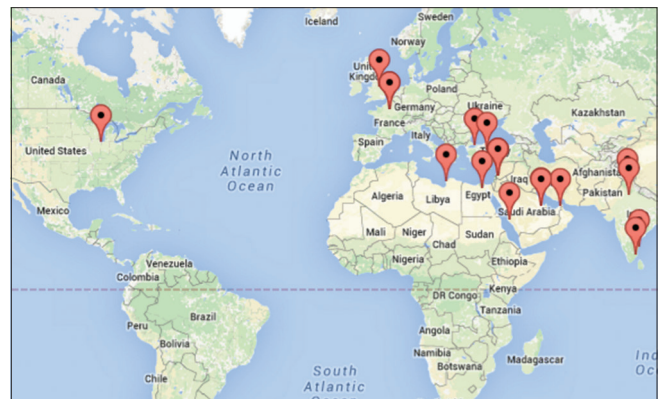 Iceland
Sweden
Norway
United
Kingdom
Canada
Poland
Germany
Ukraine
Kazakhstan
France
Italy
Spain
United States
North
Atlantic
Ocean
Iraq
Afghanistan
Pakistan
Algeria
Libya
Egypt
Saudi Arabia
Mexico
Mali
Niger
Sudan
Chad
Nigeria
Ethiopia
Venezuela
Colombia
DR Congo
Kenya
Tanzania
Peru
Brazil
Angola
Bolivia
Namibia
Botswana
Madagascar
Chile
South
Atlantic
Ind
Oc